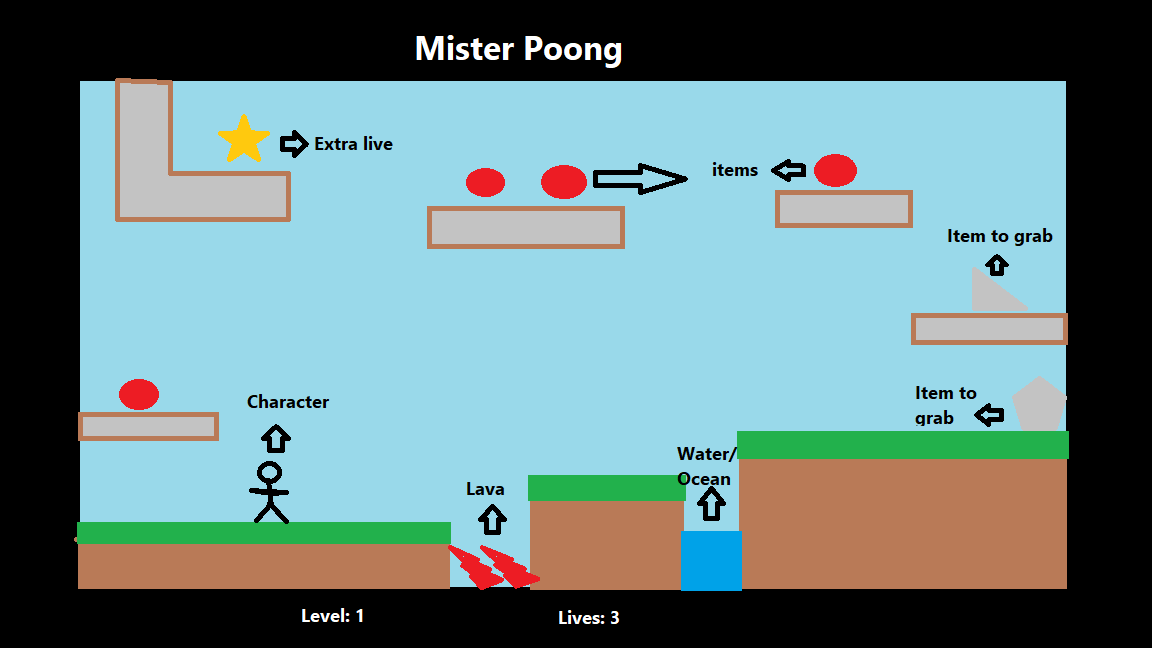 Mister Poong
Extra live
items
Item to grab
Item to
grab
Character
Water/
Ocean
Lava
Level: 1
Lives: 3